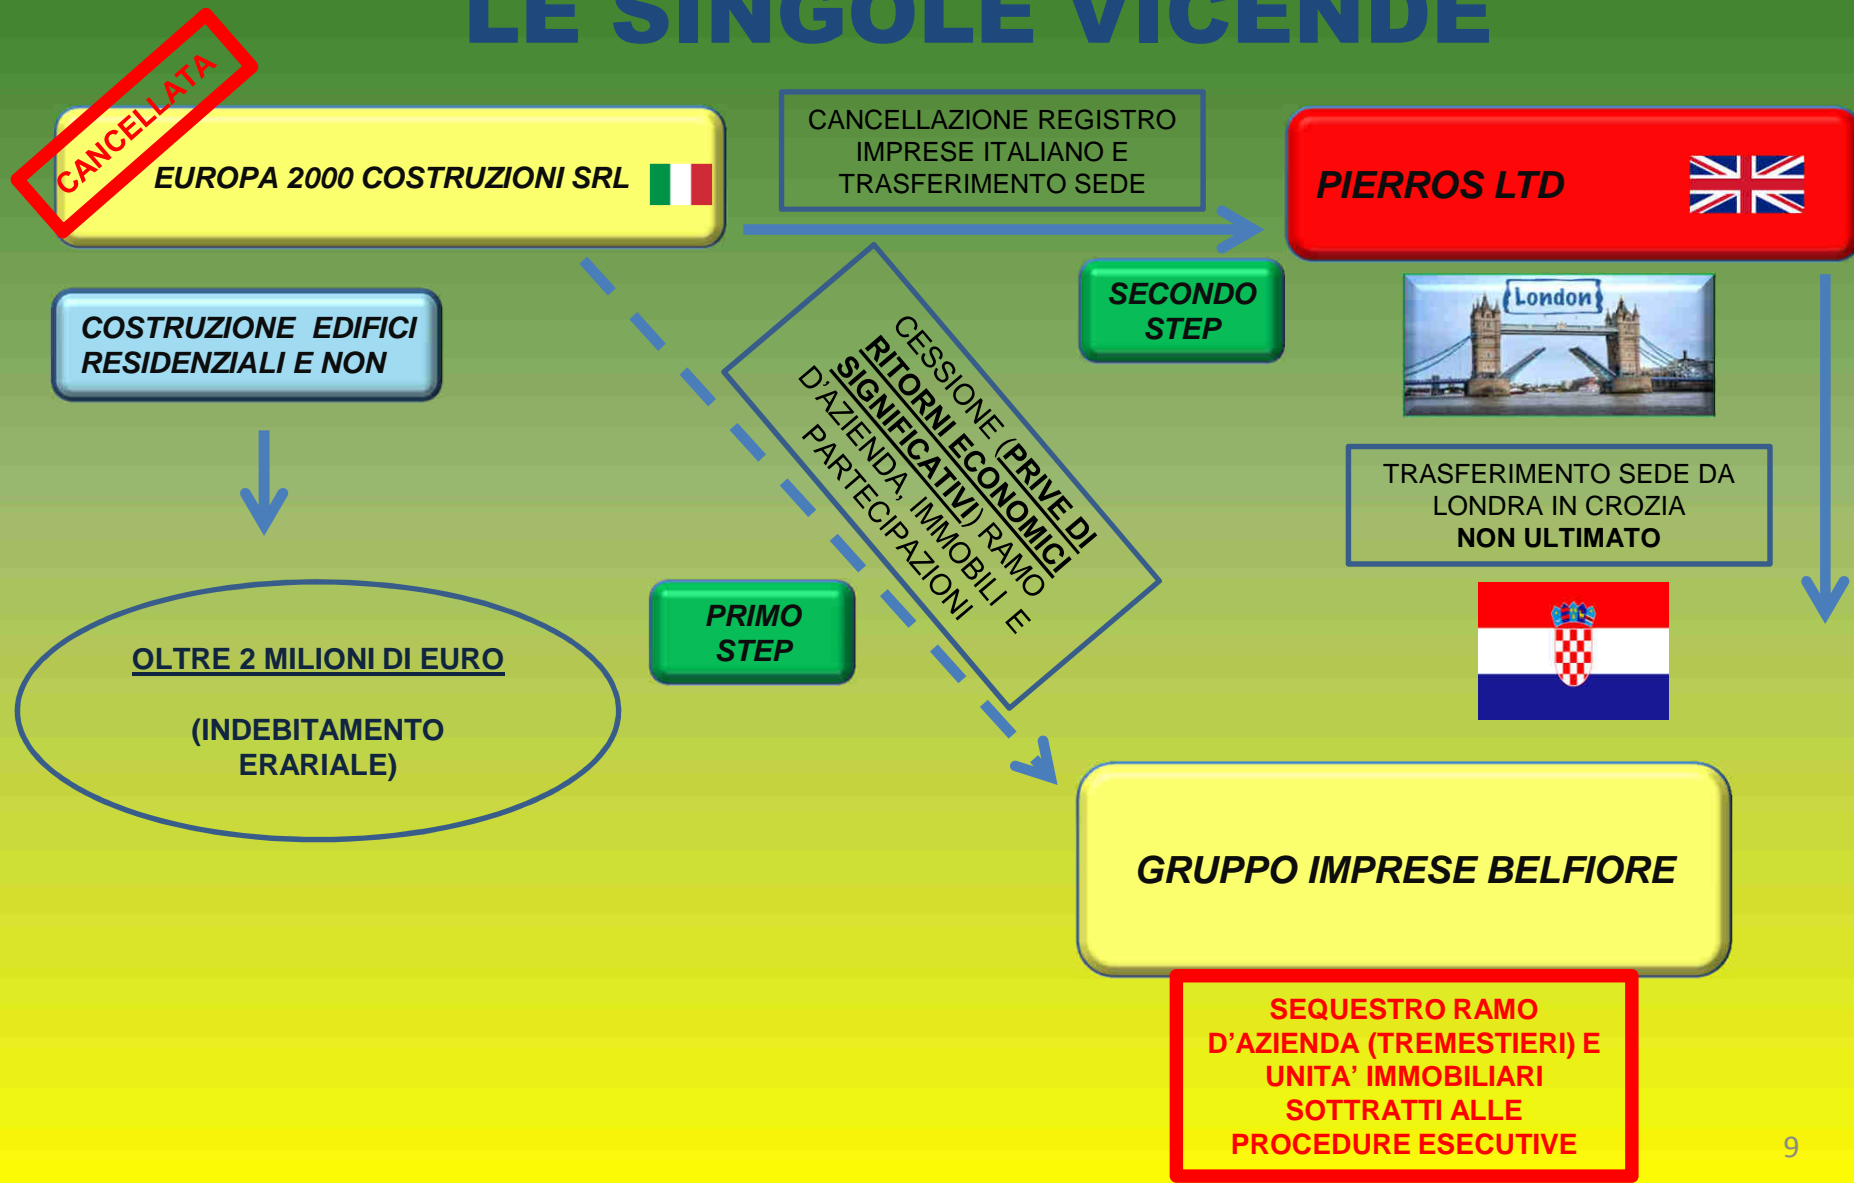 LE SINGOLE VICENDE
CANCELLATA
EUROPA 2000 COSTRUZIONI SRL
CANCELLAZIONE REGISTRO
IMPRESE ITALIANO E
TRASFERIMENTO SEDE
PIERROS LTD
SECONDO
STEP
London
COSTRUZIONE EDIFICI
RESIDENZIALI E NON
CESSIONE (PRIVE DI
RITORNI ECONOMICI
SIGNIFICATIVI) RAMO
D'AZIENDA, IMMOBILI E
PARTECIPAZIONI
TRASFERIMENTO SEDE DA
LONDRA IN CROZIA
NON ULTIMATO
PRIMO
STEP
OLTRE 2 MILIONI DI EURO
(INDEBITAMENTO
ERARIALE)
GRUPPO IMPRESE BELFIORE
SEQUESTRO RAMO
D'AZIENDA (TREMESTIERI) E
UNITA' IMMOBILIARI
SOTTRATTI ALLE
PROCEDURE ESECUTIVE
9